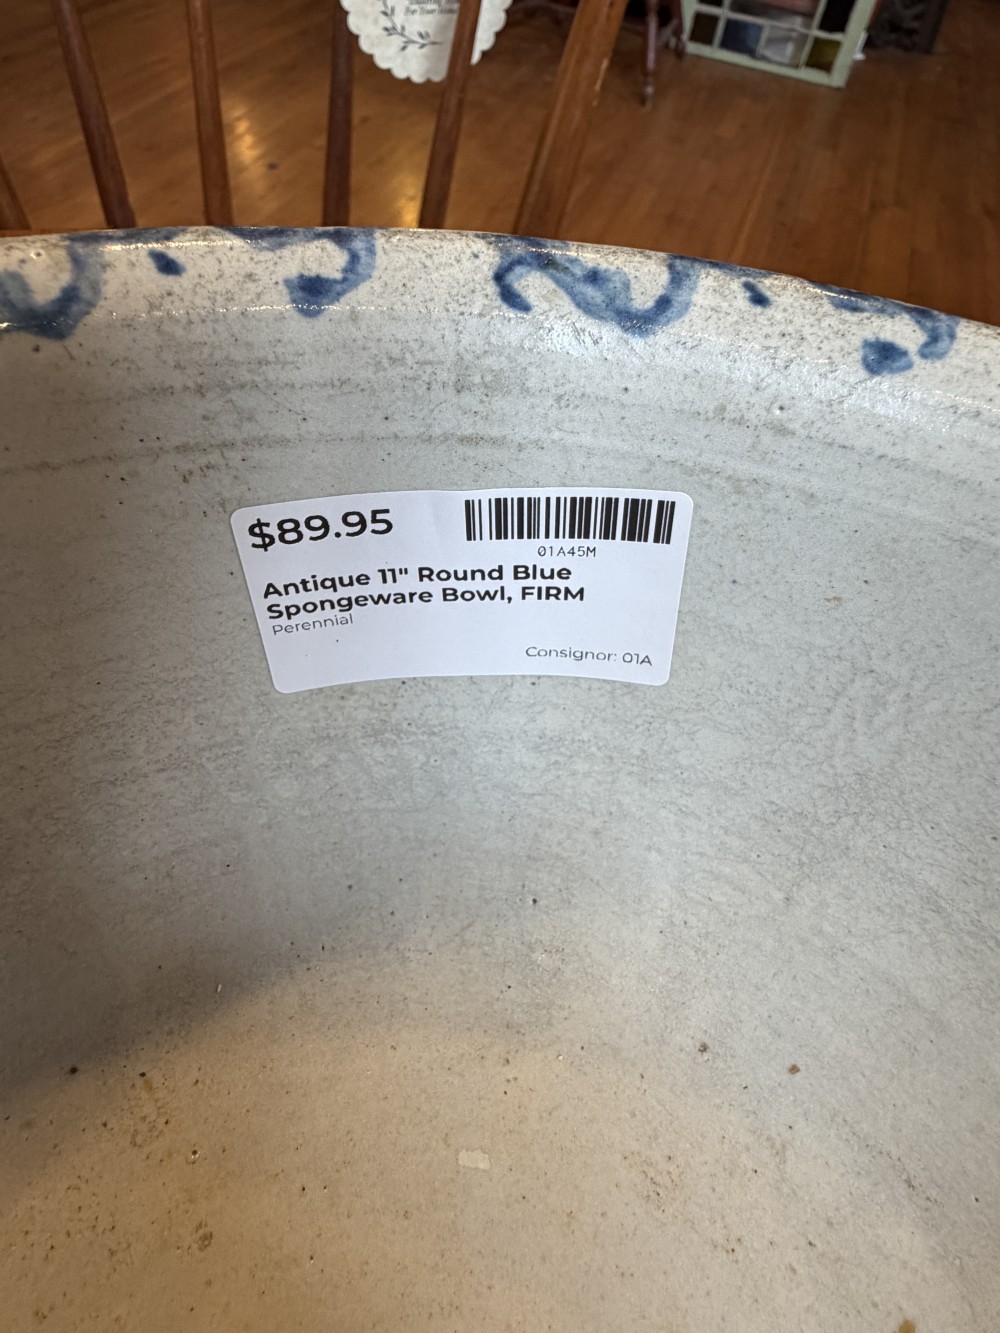 $89.95
01A45M
Antique 11" Round Blue
Spongeware Bowl, FIRM
Perennial
Consignor: 01A